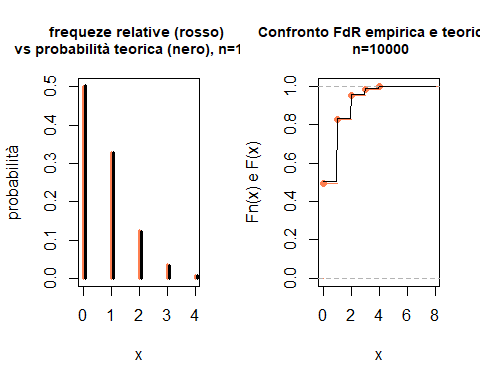 frequeze relative (rosso)
vs probabilità teorica (nero), n=1
probabilità
0.5
0.4
0.3
0.2
0.1
0.0
0 1 2 3 4
x
Confronto FdR empirica e teoric
n=10000
Fn(x) e F(x)
1.0
0.8
0.6
0.4
0.2
0.0
0 2 4 6 8
x